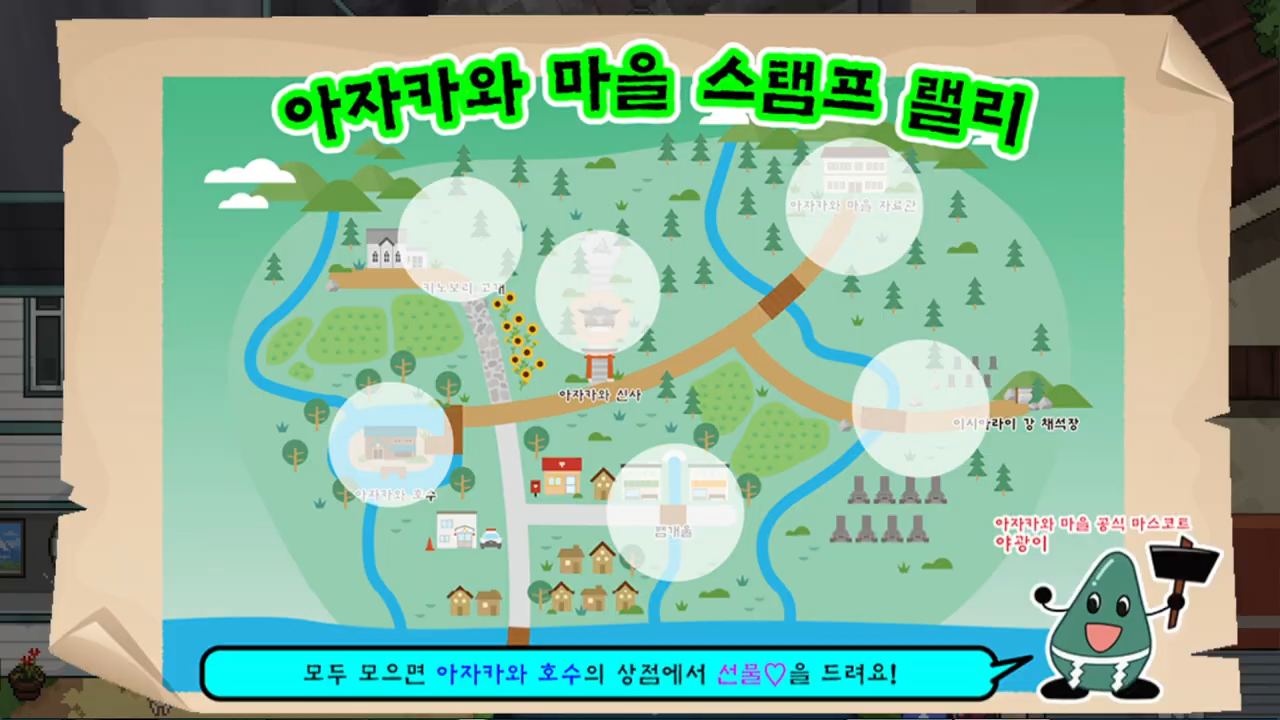 아자카와 마을 스탬프 랠리
아자카와 마을 자료관
키노보리 고개
아자카와 신사
이시아라이 강 채석장
아자카와 호수
뱀개울
아자카와 마을 공식 마스코트
야광이
모두 모으면 아자카와 호수의 상점에서 선물♡을 드려요!